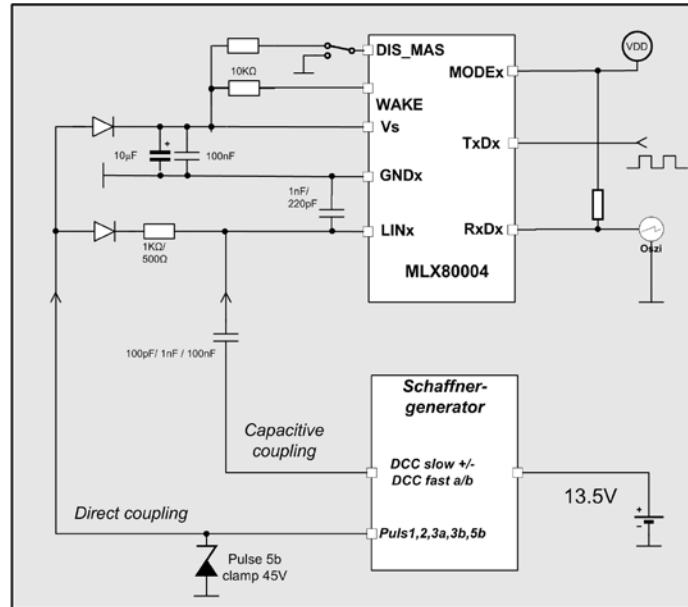 DIS_MAS
MODEx
VDD
10KΩ
WAKE
Vs
TxDx
10µF
+
100nF
GNDx
1nF/
220pF
LINx
RxDx
1KΩ/
500Ω
Oszi
MLX80004
100pF/ 1nF / 100nF
Schaffner-
generator
Capacitive
coupling
DCC slow +/-
DCC fast a/b
13.5V
+
−
Direct coupling
Puls1,2,3a,3b,5b
Pulse 5b
clamp 45V